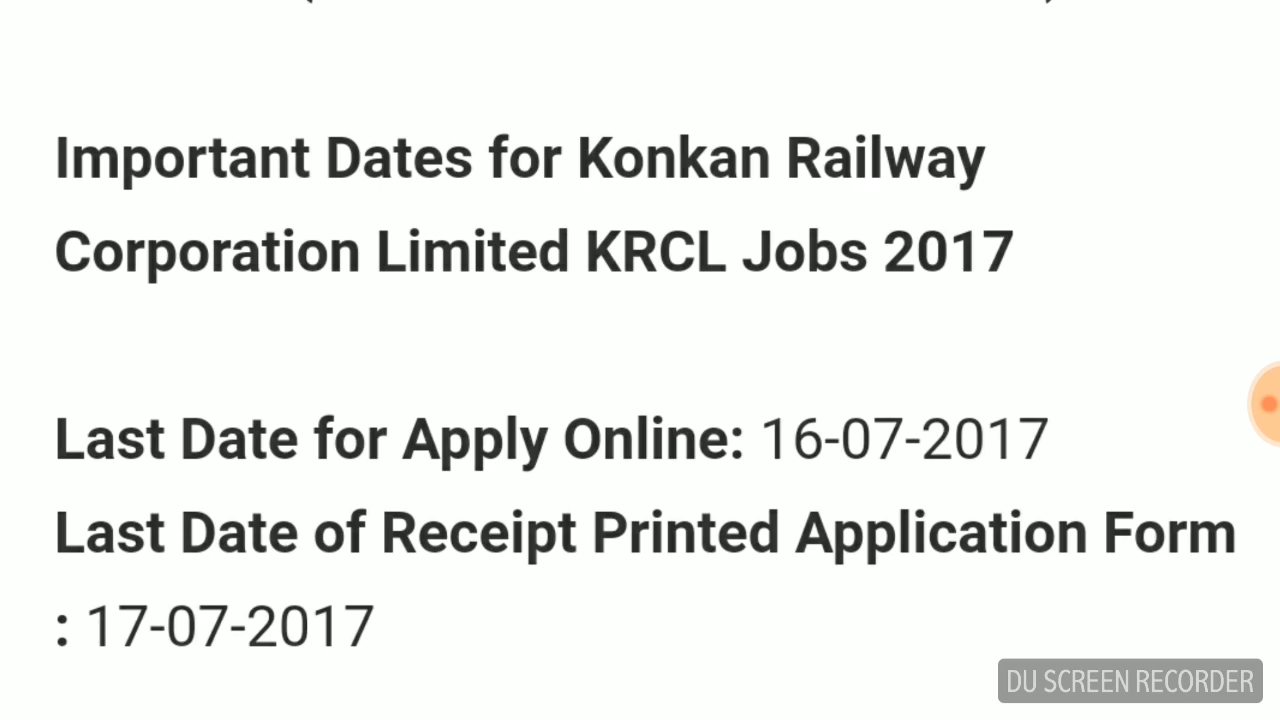 Important Dates for Konkan Railway
Corporation Limited KRCL Jobs 2017
Last Date for Apply Online: 16-07-2017
Last Date of Receipt Printed Application Form
: 17-07-2017
DU SCREEN RECORDER